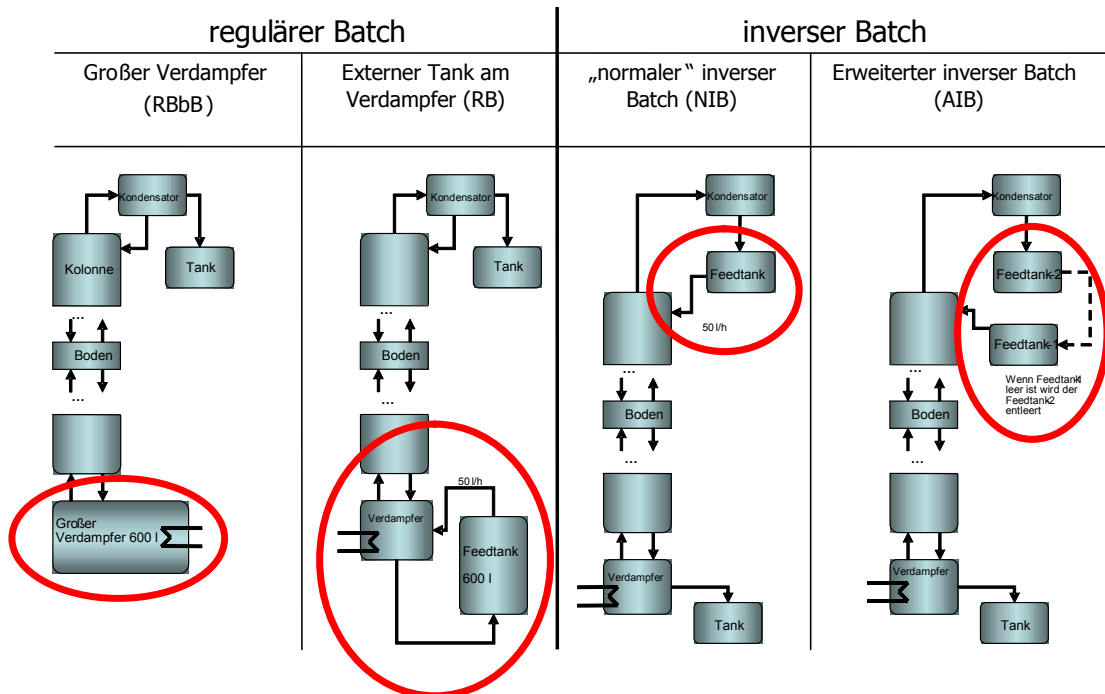 regulärer Batch
inverser Batch
Großer Verdampfer
(RBbB)
Externer Tank am
Verdampfer (RB)
„normaler“ inverser
Batch (NIB)
Erweiterter inverser Batch
(AIB)
Kondensator
Kolonne
Tank
...
Boden
...
Großer
Verdampfer 600 l
Kondensator
Tank
...
Boden
...
50 l/h
Verdampfer
Feedtank
600 l
Kondensator
Feedtank
50 l/h
...
Boden
...
Verdampfer
Tank
Kondensator
Feedtank-2
Feedtank-1
Wenn Feedtank1
leer ist wird der
Feedtank2
entleert
...
Boden
...
Verdampfer
Tank